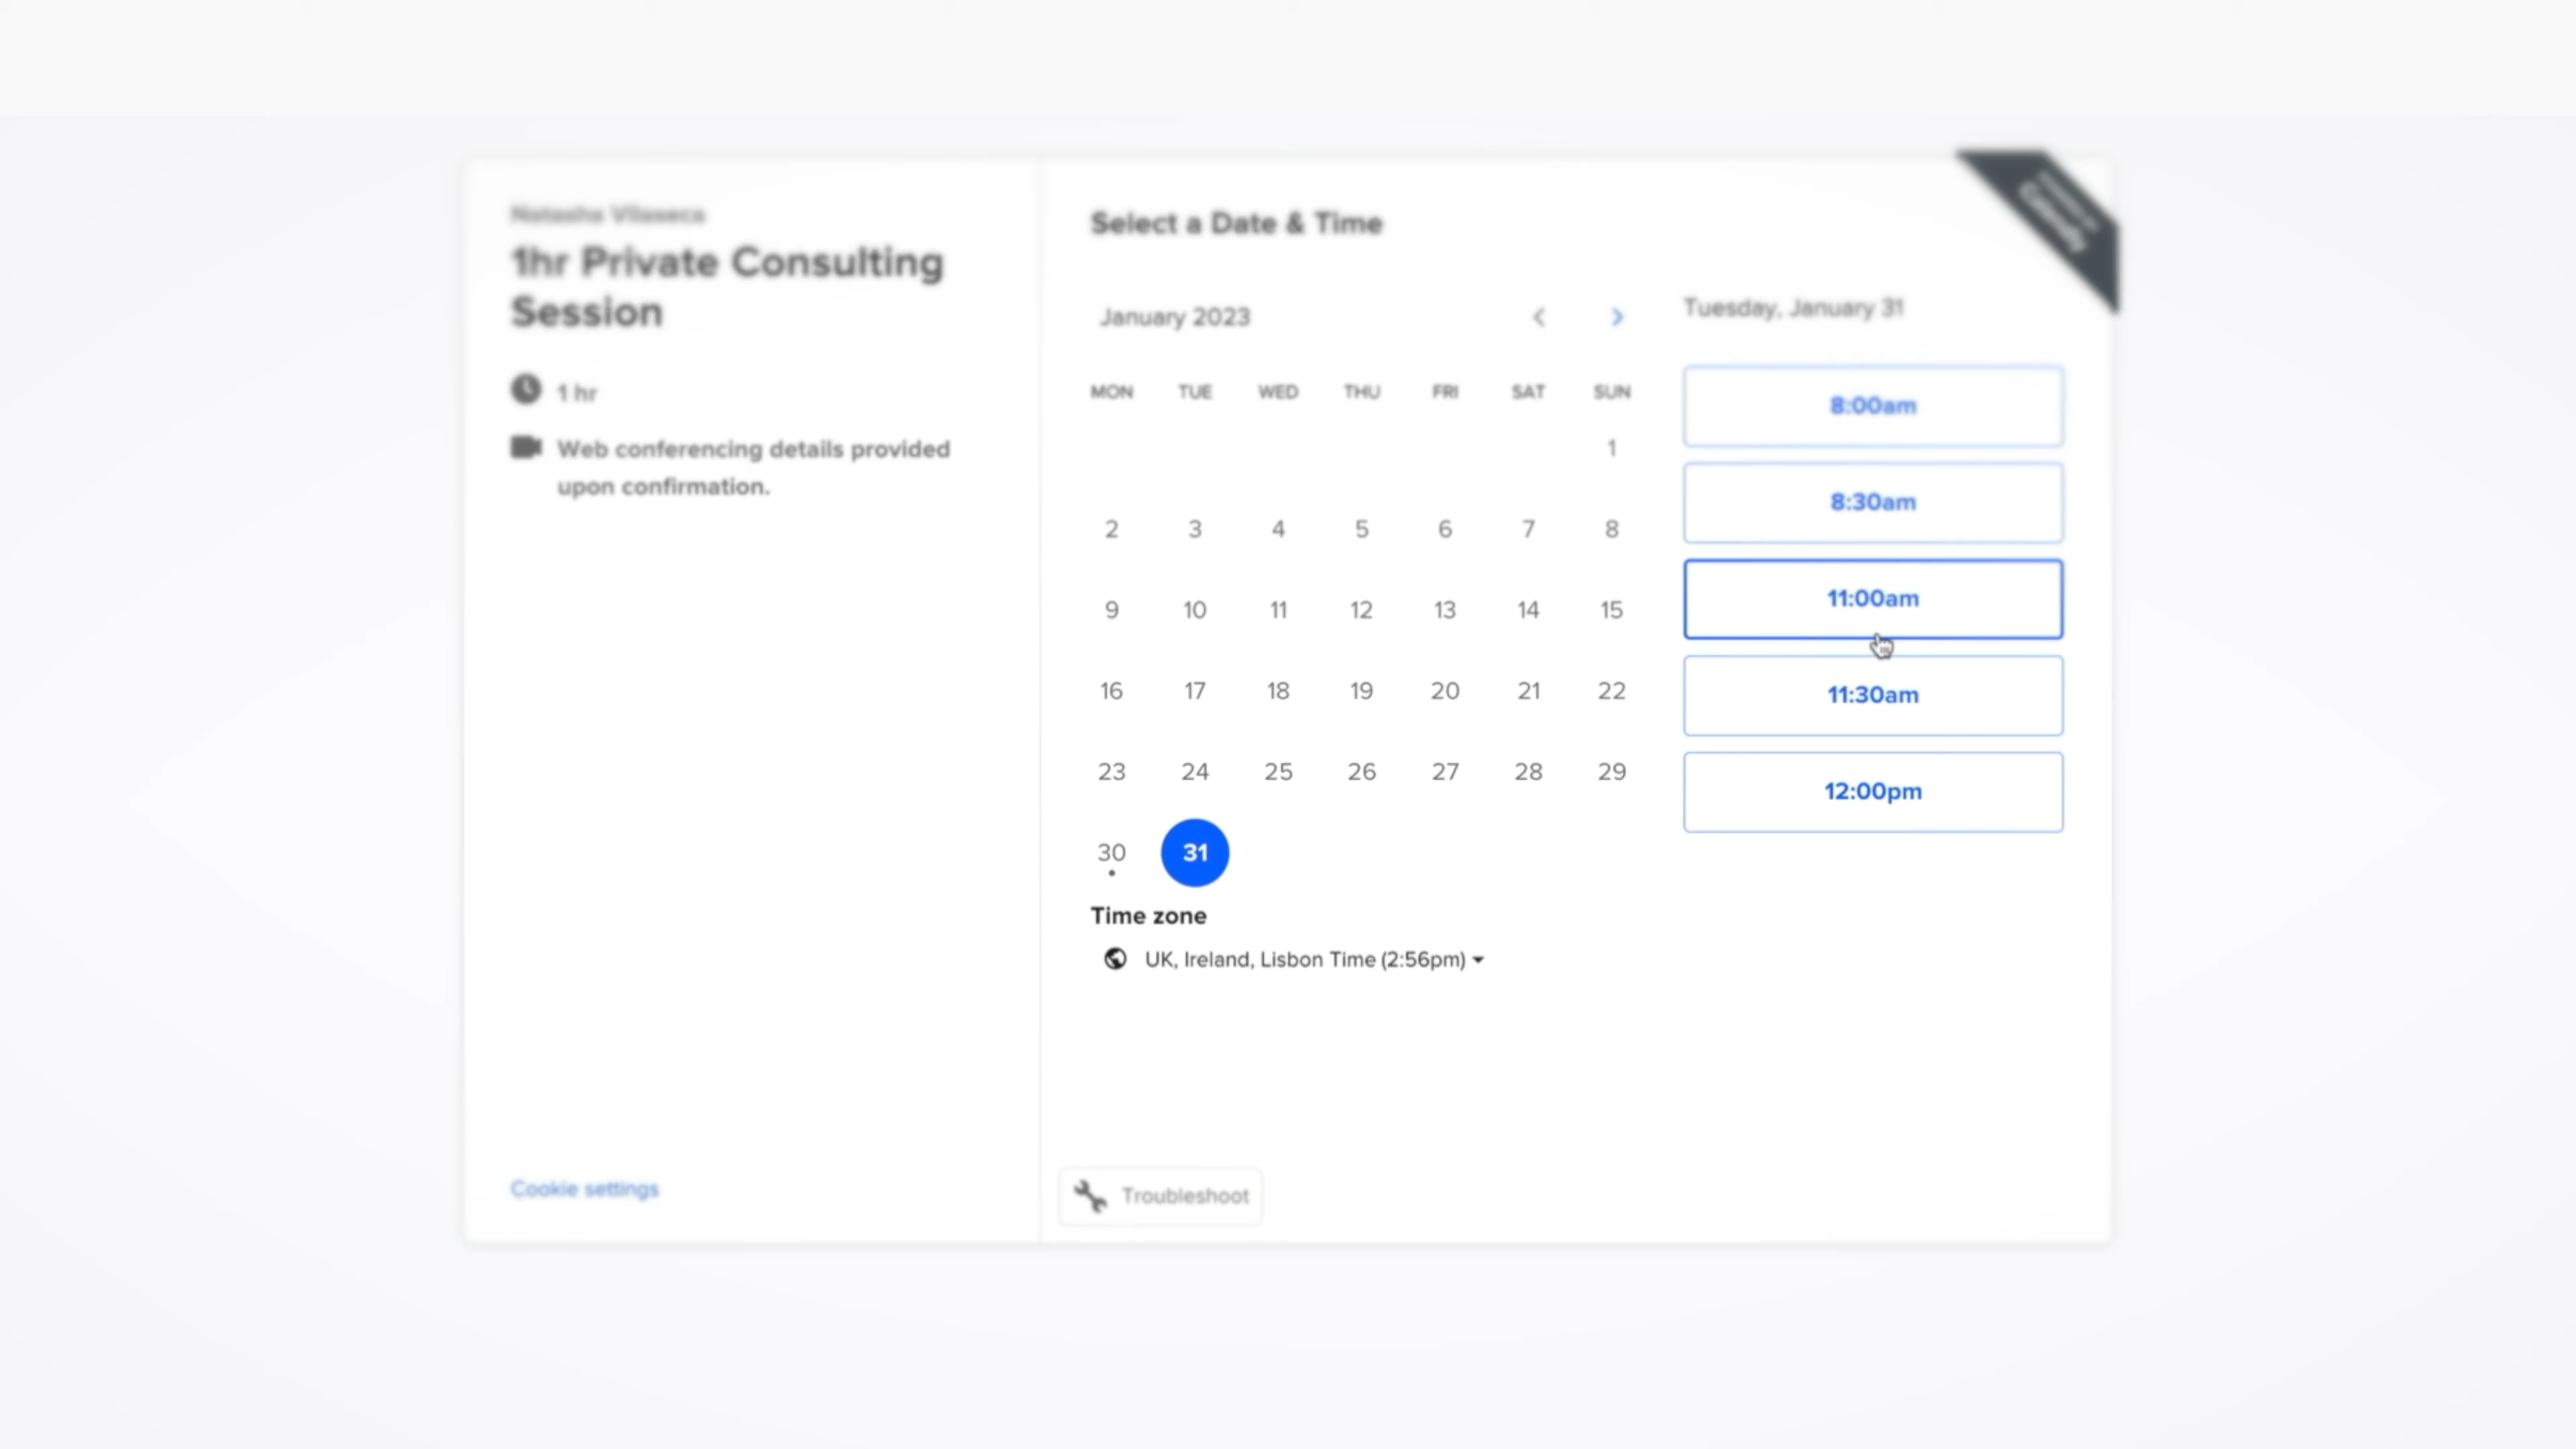 Natasha Vilaseca
1hr Private Consulting
Session
1 hr
Web conferencing details provided
upon confirmation.
Cookie settings
Select a Date & Time
January 2023
MON TUE WED THU FRI SAT SUN
1
2 3 4 5 6 7 8
9 10 11 12 13 14 15
16 17 18 19 20 21 22
23 24 25 26 27 28 29
30 31
Time zone
UK, Ireland, Lisbon Time (2:56pm)
Troubleshoot
Tuesday, January 31
8:00am
8:30am
11:00am
11:30am
12:00pm
Calendly